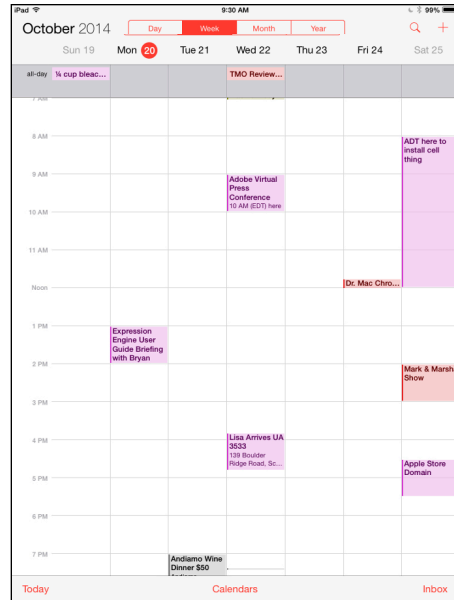 iPad 9:30 AM 99%
October 2014 Day Week Month Year
Sun 19 Mon 20 Tue 21 Wed 22 Thu 23 Fri 24 Sat 25
all-day ¼ cup bleac... TMO Review...
7 AM
8 AM
ADT here to
install cell
thing
9 AM
Adobe Virtual
Press
Conference
10 AM (EDT) here
10 AM
11 AM
Dr. Mac Chro...
Noon
1 PM
Expression
Engine User
Guide Briefing
with Bryan
2 PM
Mark & Marsh
Show
3 PM
4 PM
Lisa Arrives UA
3533
139 Boulder
Ridge Road, Sc...
5 PM
Apple Store
Domain
6 PM
7 PM
Andiamo Wine
Dinner $50
Today Calendars Inbox